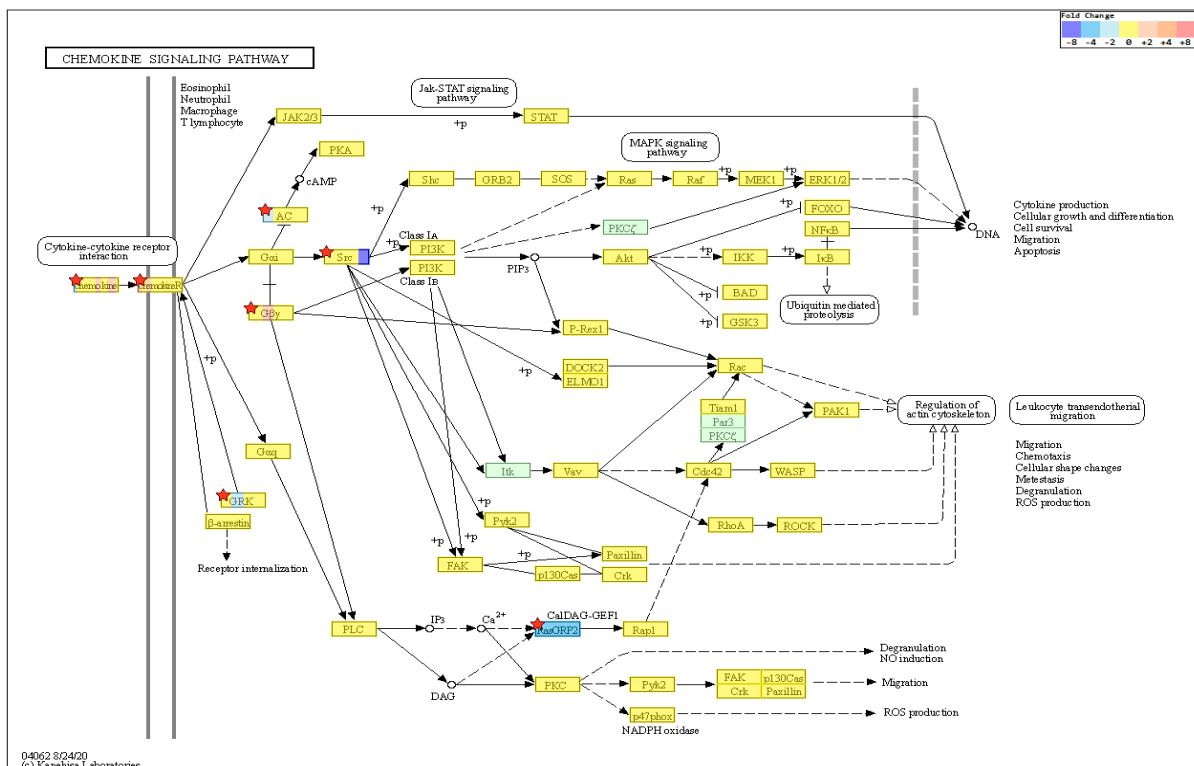 Fold Change
-8 -4 -2 0 +2 +4 +8
CHEMOKINE SIGNALING PATHWAY
Eosinophil
Neutrophil
Macrophage
T lymphocyte
Jak-STAT signaling
pathway
JAK2/3
+p
STAT
MAPK signaling
pathway
PKA
cAMP
AC
Shc
GRB2
SOS
Ras
Raf
+p
MEK1
+p
ERK1/2
+p
+p
FOXO
PKCζ
NFκB
DNA
Cytokine production
Cellular growth and differentiation
Cell survival
Migration
Apoptosis
Cytokine-cytokine receptor
interaction
Chemokine
ChemokineR
Gαi
Src
+p
Class IA
PI3K
PI3K
Class IB
PIP3
Akt
+p
IKK
+p
IκB
+p
BAD
+p
GSK3
Ubiquitin mediated
proteolysis
Gβγ
P-Rex1
+p
+p
DOCK2
ELMO1
Rac
Tiam1
Par3
PKCζ
PAK1
Regulation of
actin cytoskeleton
Leukocyte transendotherial
migration
Gαq
Itk
Vav
Cdc42
WASP
Migration
Chemotaxis
Cellular shape changes
Metestasis
Degranulation
ROS production
GRK
β-arrestin
Receptor internalization
+p
Pyk2
RhoA
ROCK
+p
+p
+p
FAK
Paxillin
p130Cas
Crk
PLC
IP3
Ca2+
CalDAG-GEFI
RasGRP2
Rap1
DAG
PKC
Degranulation
NO induction
Pyk2
FAK p130Cas
Crk Paxillin
Migration
p47phox
NADPH oxidase
ROS production
04062 8/24/20
(c) Kanehisa Laboratories